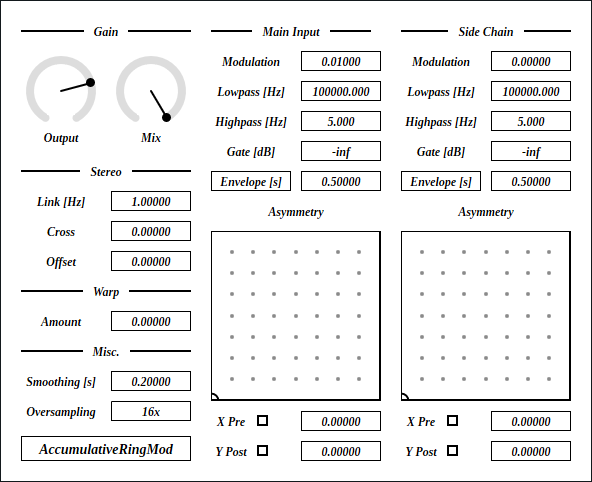 Gain
Output Mix
Stereo
Link [Hz] 1.00000
Cross 0.00000
Offset 0.00000
Warp
Amount 0.00000
Misc.
Smoothing [s] 0.20000
Oversampling 16x
AccumulativeRingMod
Main Input
Modulation 0.01000
Lowpass [Hz] 100000.000
Highpass [Hz] 5.000
Gate [dB] -inf
Envelope [s] 0.50000
Asymmetry
X Pre 0.00000
Y Post 0.00000
Side Chain
Modulation 0.00000
Lowpass [Hz] 100000.000
Highpass [Hz] 5.000
Gate [dB] -inf
Envelope [s] 0.50000
Asymmetry
X Pre 0.00000
Y Post 0.00000